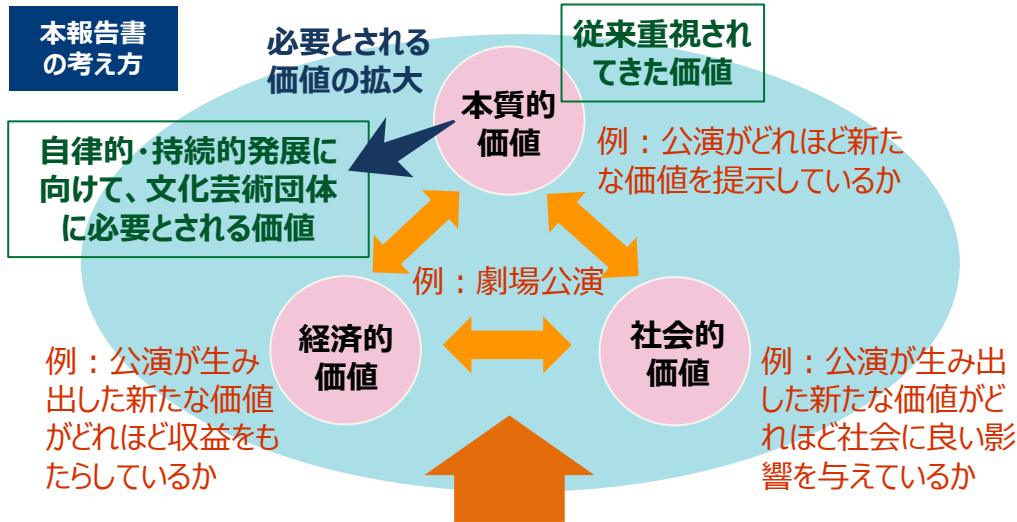 本報告書
の考え方
必要とされる
価値の拡大
従来重視され
てきた価値
本質的
価値
自律的・持続的発展に
向けて、文化芸術団体
に必要とされる価値
例：公演がどれほど新た
な価値を提示しているか
例：劇場公演
経済的
価値
社会的
価値
例：公演が生み
出した新たな価値
がどれほど収益をも
たらしているか
例：公演が生み出
した新たな価値がど
れほど社会に良い影
響を与えているか